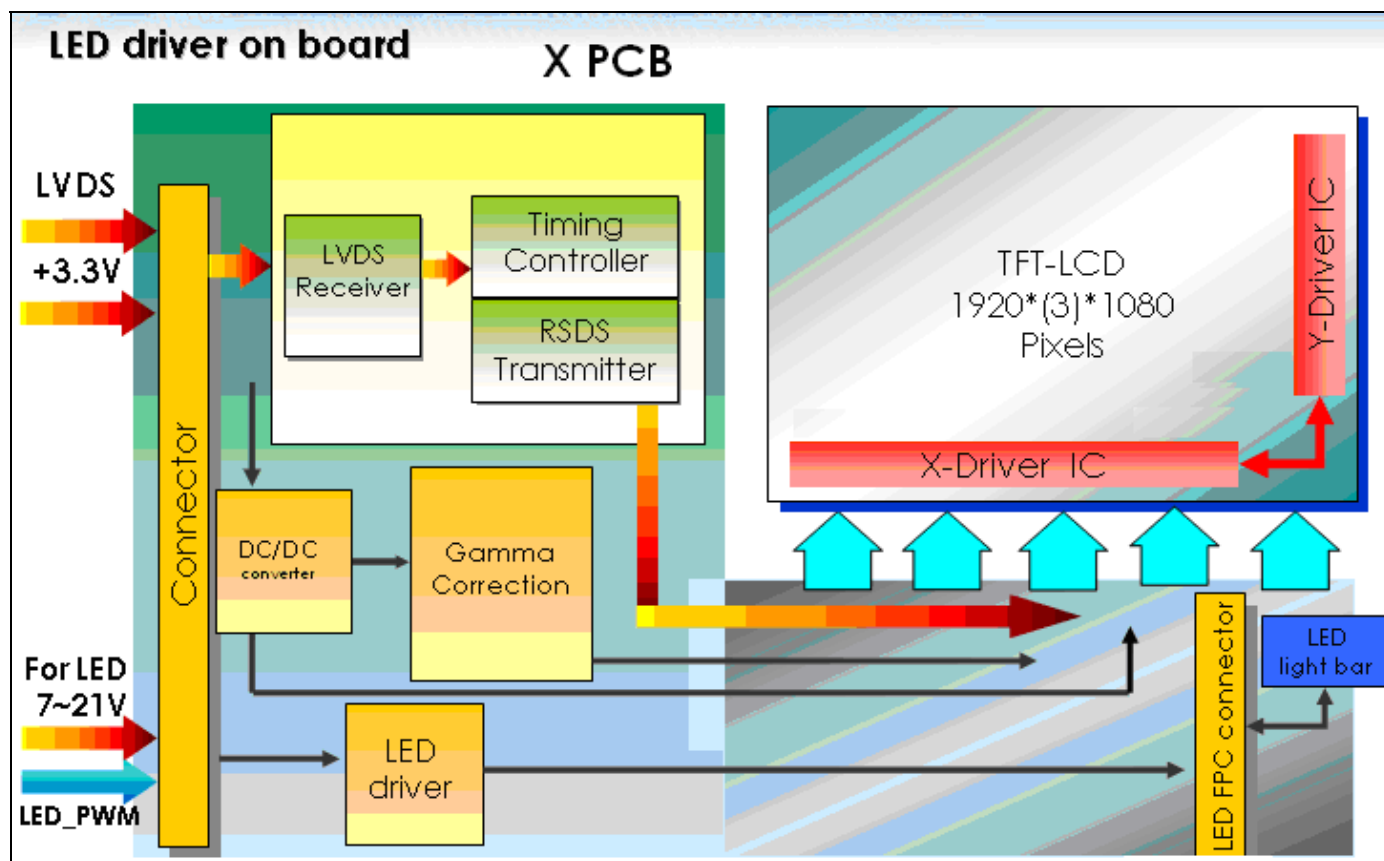 LED driver on board
X PCB
LVDS
+3.3V
For LED
7~21V
LED_PWM
Connector
LVDS
Receiver
Timing
Controller
RSDS
Transmitter
DC/DC
converter
Gamma
Correction
LED
driver
TFT-LCD
1920*(3)*1080
Pixels
Y-Driver IC
X-Driver IC
LED FPC connector
LED
light bar